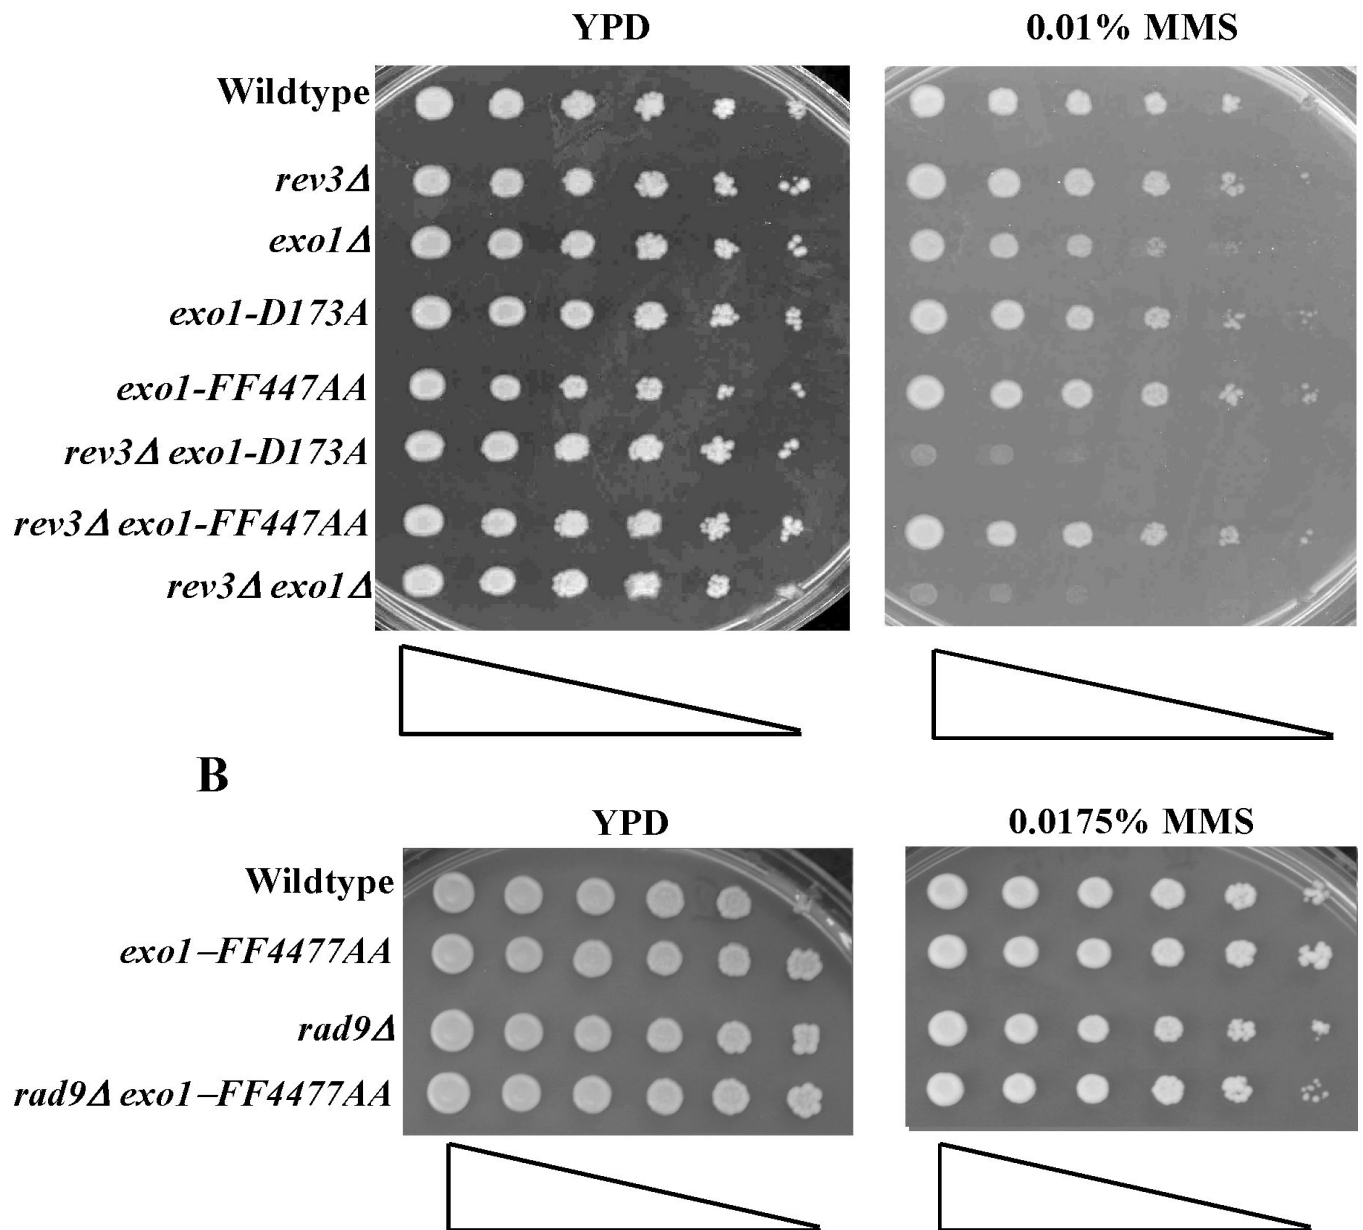 YPD 0.01% MMS
Wildtype
rev3Δ
exo1Δ
exo1-D173A
exo1-FF447AA
rev3Δ exo1-D173A
rev3Δ exo1-FF447AA
rev3Δ exo1Δ
B
YPD 0.0175% MMS
Wildtype
exo1–FF4477AA
rad9Δ
rad9Δ exo1–FF4477AA